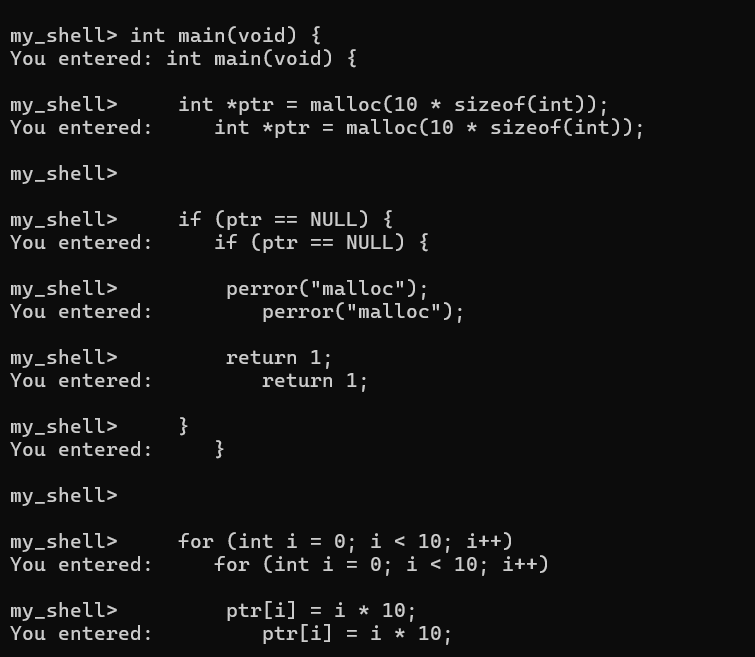 my_shell> int main(void) {
You entered: int main(void) {
my_shell>     int *ptr = malloc(10 * sizeof(int));
You entered:     int *ptr = malloc(10 * sizeof(int));
my_shell>
my_shell>     if (ptr == NULL) {
You entered:     if (ptr == NULL) {
my_shell>         perror("malloc");
You entered:         perror("malloc");
my_shell>         return 1;
You entered:         return 1;
my_shell>     }
You entered:     }
my_shell>
my_shell>     for (int i = 0; i < 10; i++)
You entered:     for (int i = 0; i < 10; i++)
my_shell>         ptr[i] = i * 10;
You entered:         ptr[i] = i * 10;